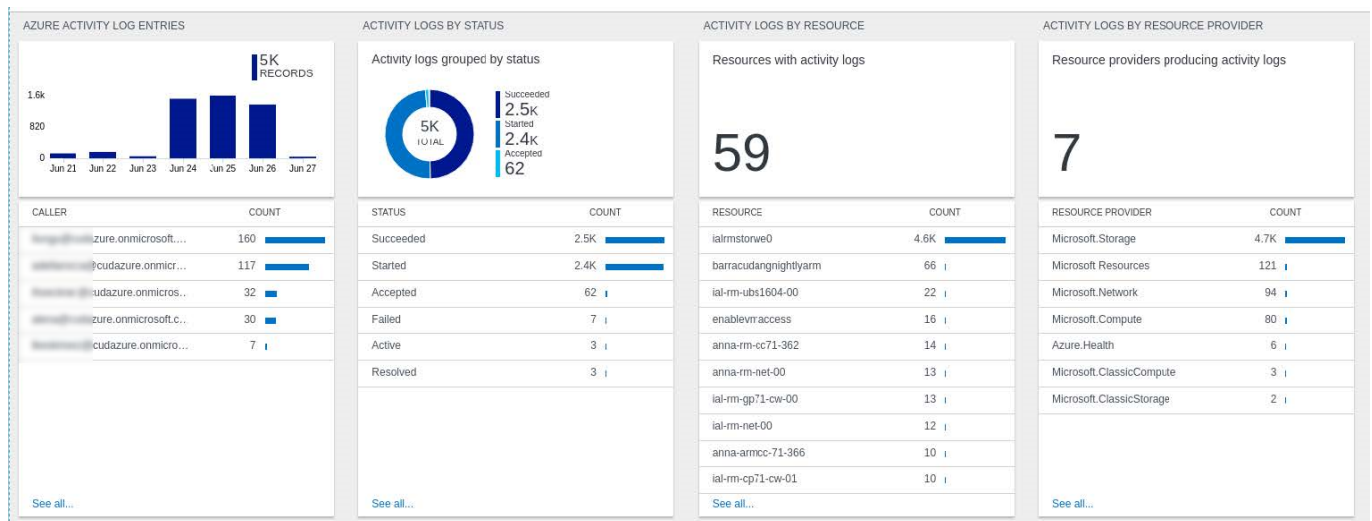 AZURE ACTIVITY LOG ENTRIES
5K
RECORDS
1.6k
820
0
Jun 21 Jun 22 Jun 23 Jun 24 Jun 25 Jun 26 Jun 27
CALLER COUNT
zure.onmicrosoft.... 160
cudazure.onmicr... 117
udazure.onmicros.. 32
zure.onmicrosoft.c.. 30
cudazure.onmicro... 7
See all...
ACTIVITY LOGS BY STATUS
Activity logs grouped by status
5K
TOTAL
Succeeded
2.5K
Started
2.4K
Accepted
62
STATUS COUNT
Succeeded 2.5K
Started 2.4K
Accepted 62
Failed 7
Active 3
Resolved 3
See all...
ACTIVITY LOGS BY RESOURCE
Resources with activity logs
59
RESOURCE COUNT
ialrmstorwe0 4.6K
barracudangnightlyarm 66
ial-rm-ubs1604-00 22
enablevmaccess 16
anna-rm-cc71-362 14
anna-rm-net-00 13
ial-rm-gp71-cw-00 13
ial-rm-net-00 12
anna-armcc-71-366 10
ial-rm-cp71-cw-01 10
See all...
ACTIVITY LOGS BY RESOURCE PROVIDER
Resource providers producing activity logs
7
RESOURCE PROVIDER COUNT
Microsoft.Storage 4.7K
Microsoft Resources 121
Microsoft.Network 94
Microsoft.Compute 80
Azure.Health 6
Microsoft.ClassicCompute 3
Microsoft.ClassicStorage 2
See all...